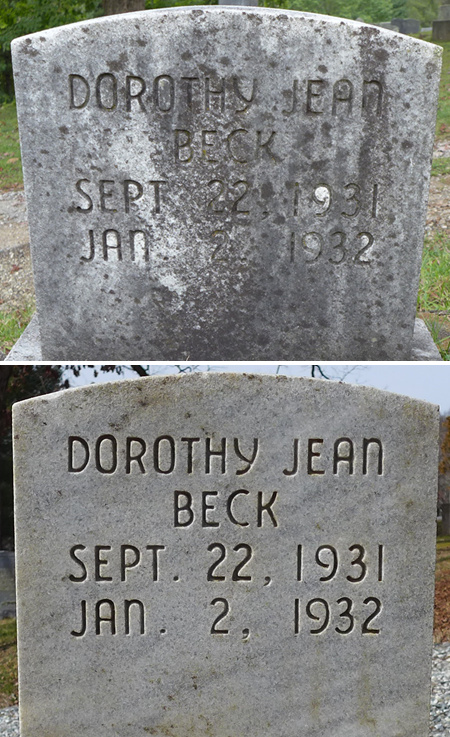 DOROTHY JEAN
BECK
SEPT 22, 1931
JAN. 2, 1932
DOROTHY JEAN
BECK
SEPT. 22, 1931
JAN. 2, 1932